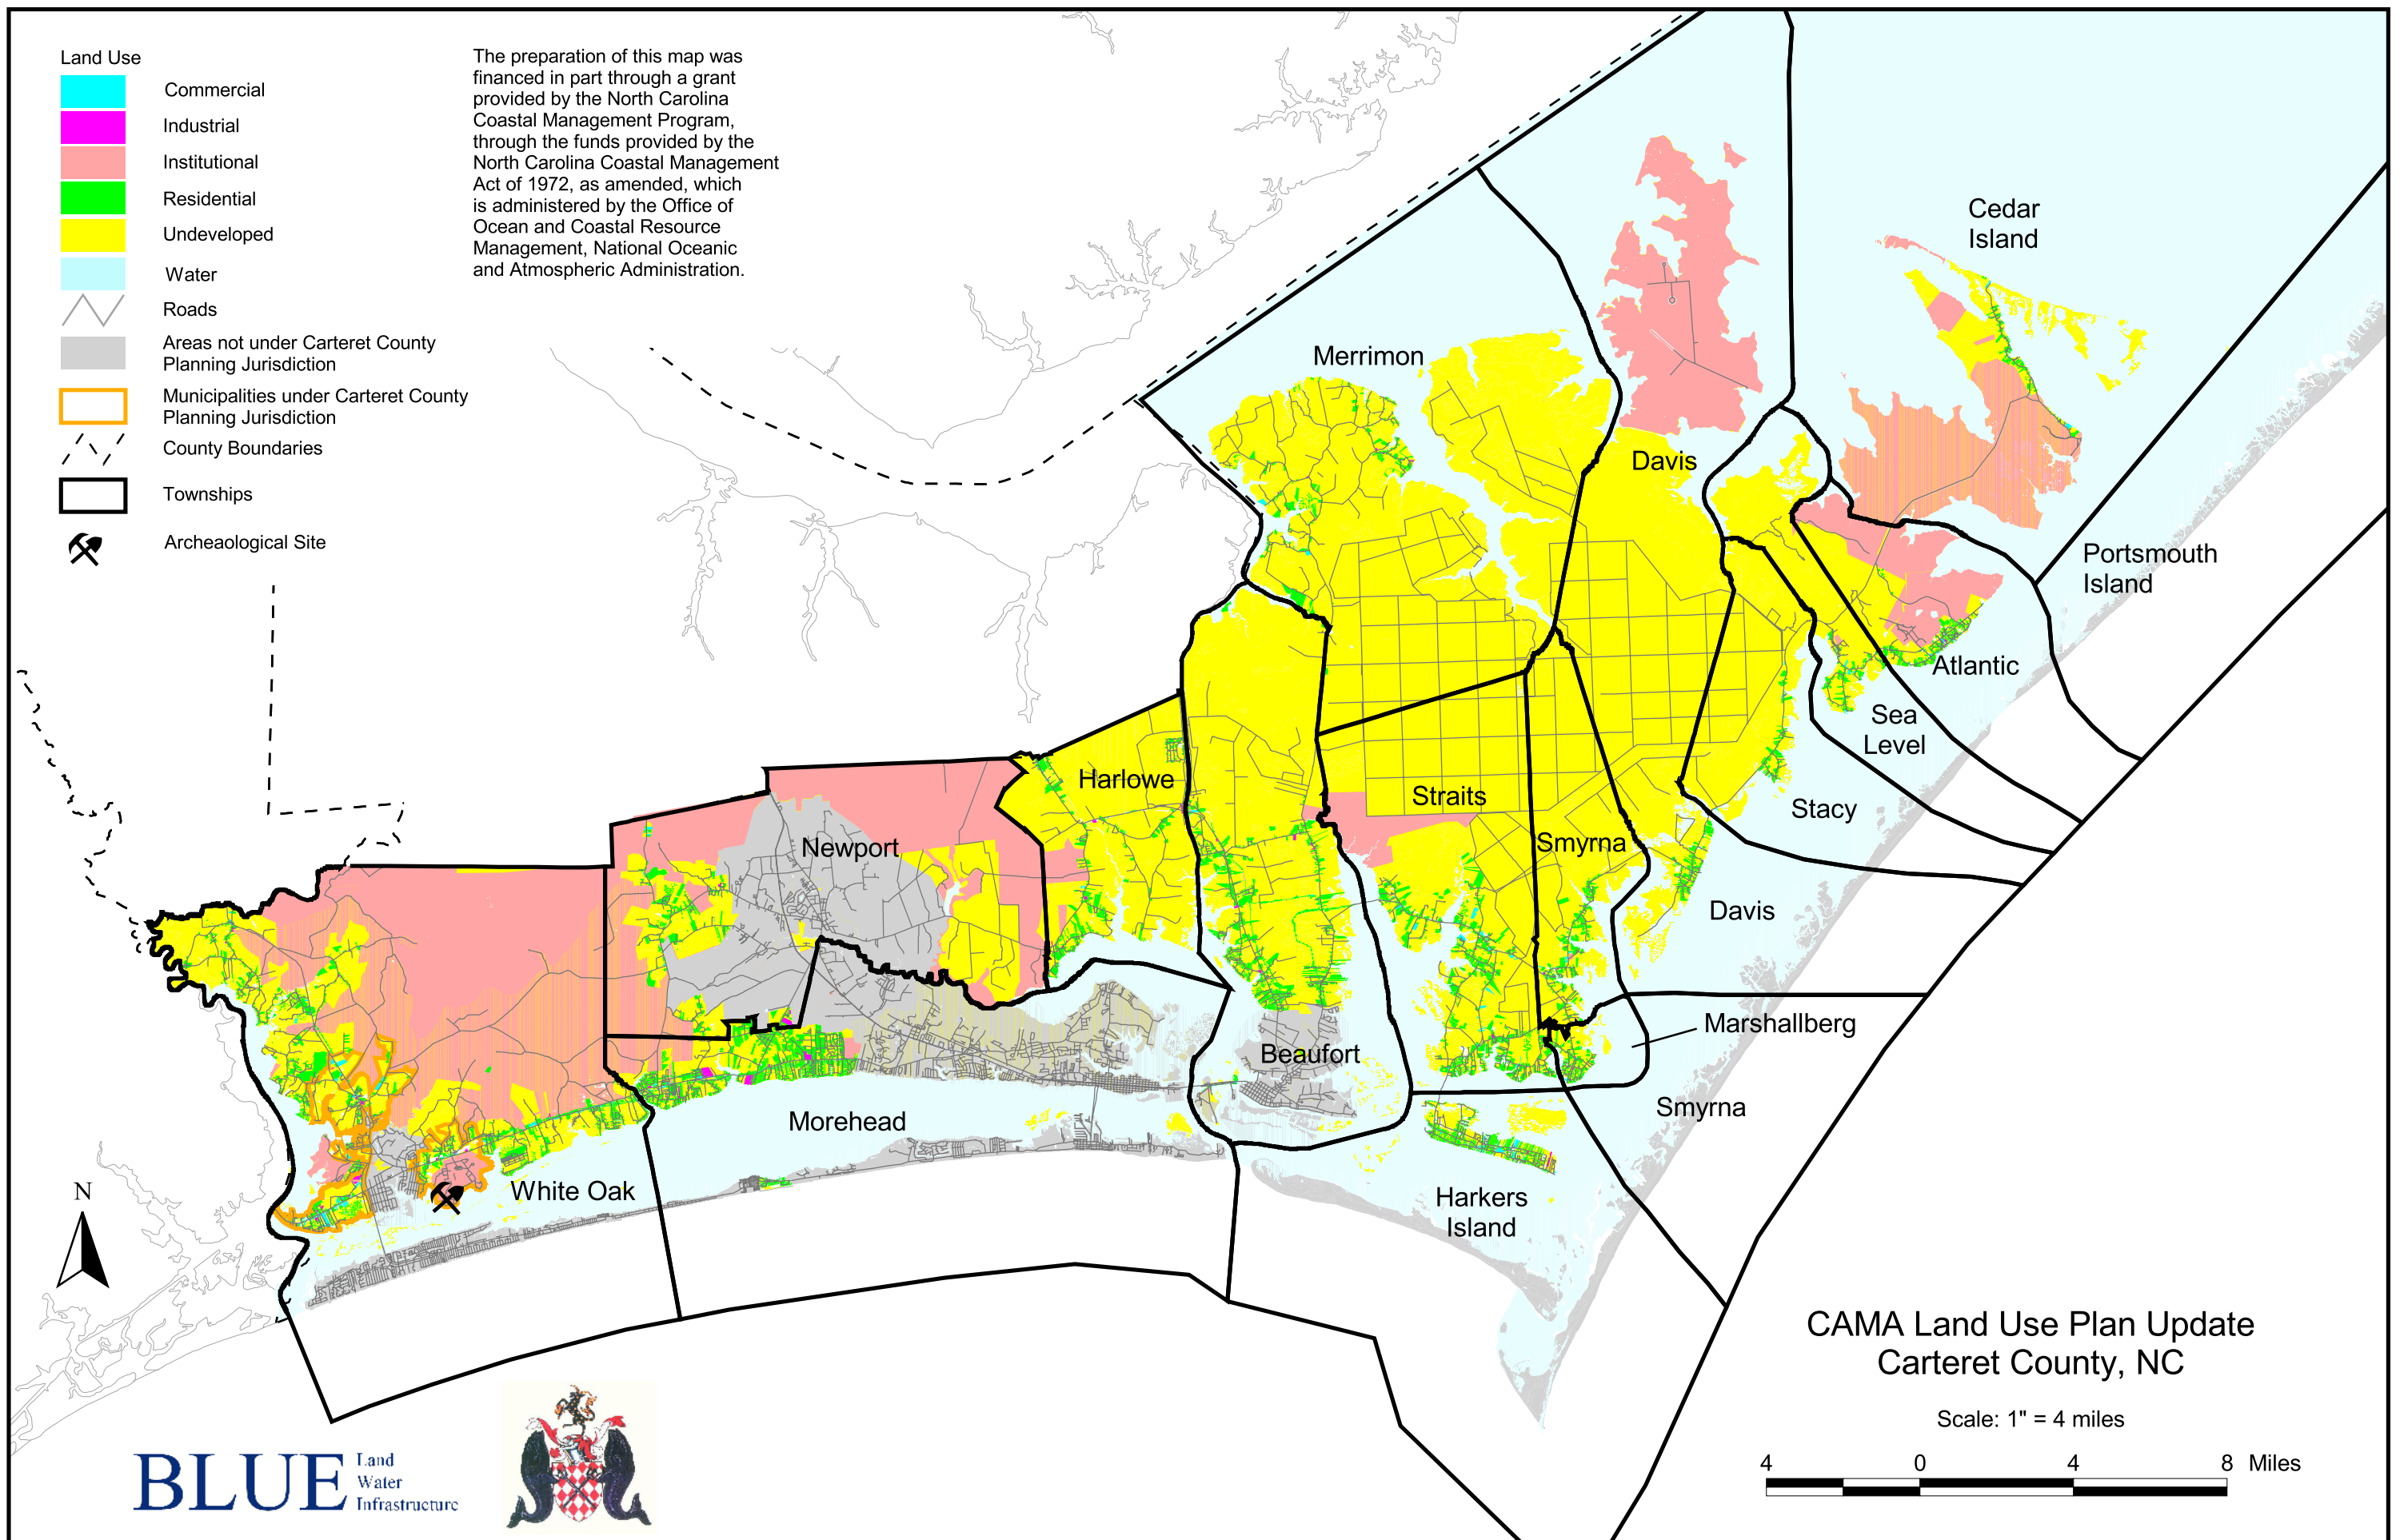 Land Use
Commercial
Industrial
Institutional
Residential
Undeveloped
Water
Roads
Areas not under Carteret County
Planning Jurisdiction
Municipalities under Carteret County
Planning Jurisdiction
County Boundaries
Townships
Archeaological Site
The preparation of this map was
financed in part through a grant
provided by the North Carolina
Coastal Management Program,
through the funds provided by the
North Carolina Coastal Management
Act of 1972, as amended, which
is administered by the Office of
Ocean and Coastal Resource
Management, National Oceanic
and Atmospheric Administration.
Cedar
Island
Merrimon
Davis
Portsmouth
Island
Atlantic
Sea
Level
Harlowe
Straits
Stacy
Newport
Smyrna
Davis
Marshallberg
Beaufort
Smyrna
Morehead
White Oak
Harkers
Island
N
CAMA Land Use Plan Update
Carteret County, NC
Scale: 1" = 4 miles
4 0 4 8 Miles
BLUE
Land
Water
Infrastructure